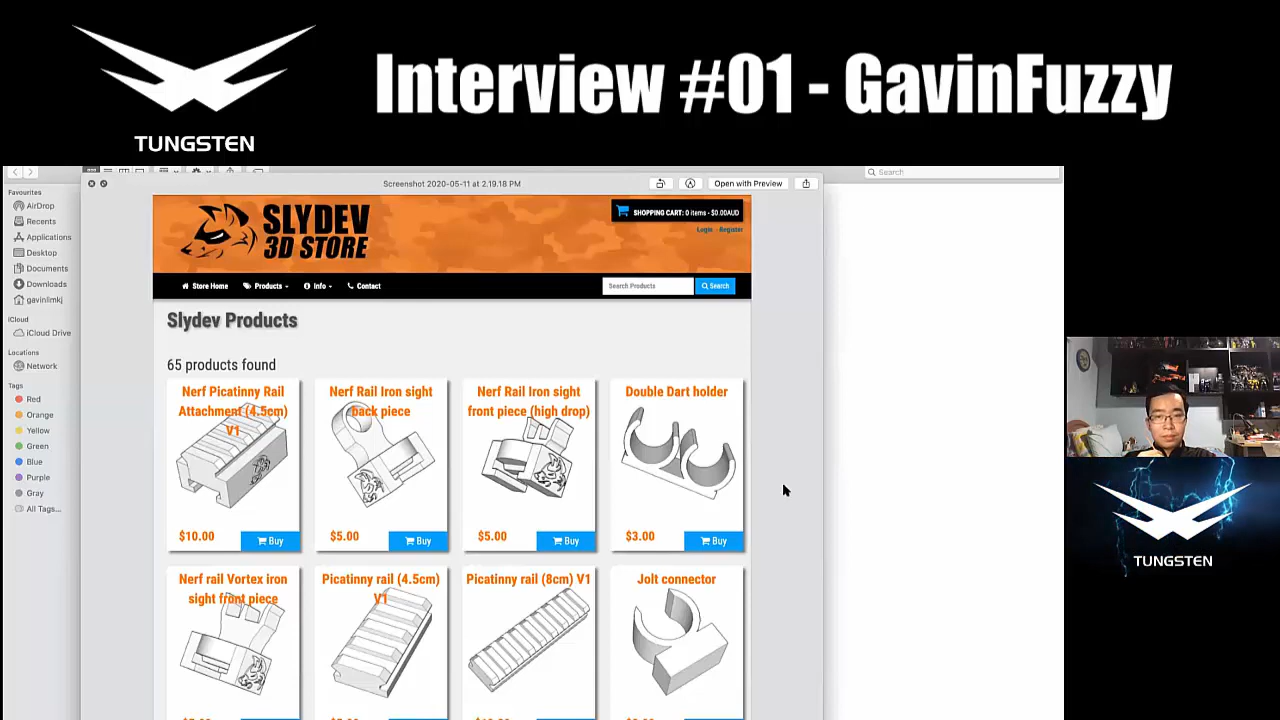 Interview #01 - GavinFuzzy
TUNGSTEN
Search
Screenshot 2020-05-11 at 2.19.18 PM
Open with Preview
Favourites
AirDrop
Recents
Applications
Desktop
Documents
Downloads
gavinlimkj
iCloud
iCloud Drive
Locations
Network
Tags
Red
Orange
Yellow
Green
Blue
Purple
Gray
All Tags...
SLYDEV
3D STORE
SHOPPING CART: 0 items - $0.00AUD
Login - Register
Store Home
Products
Info
Contact
Search Products
Search
Slydev Products
65 products found
Nerf Picatinny Rail
Attachment (4.5cm)
V1
$10.00
Buy
Nerf Rail Iron sight
back piece
$5.00
Buy
Nerf Rail Iron sight
front piece (high drop)
$5.00
Buy
Double Dart holder
$3.00
Buy
Nerf rail Vortex iron
sight front piece
Picatinny rail (4.5cm)
V1
Picatinny rail (8cm) V1
Jolt connector
TUNGSTEN